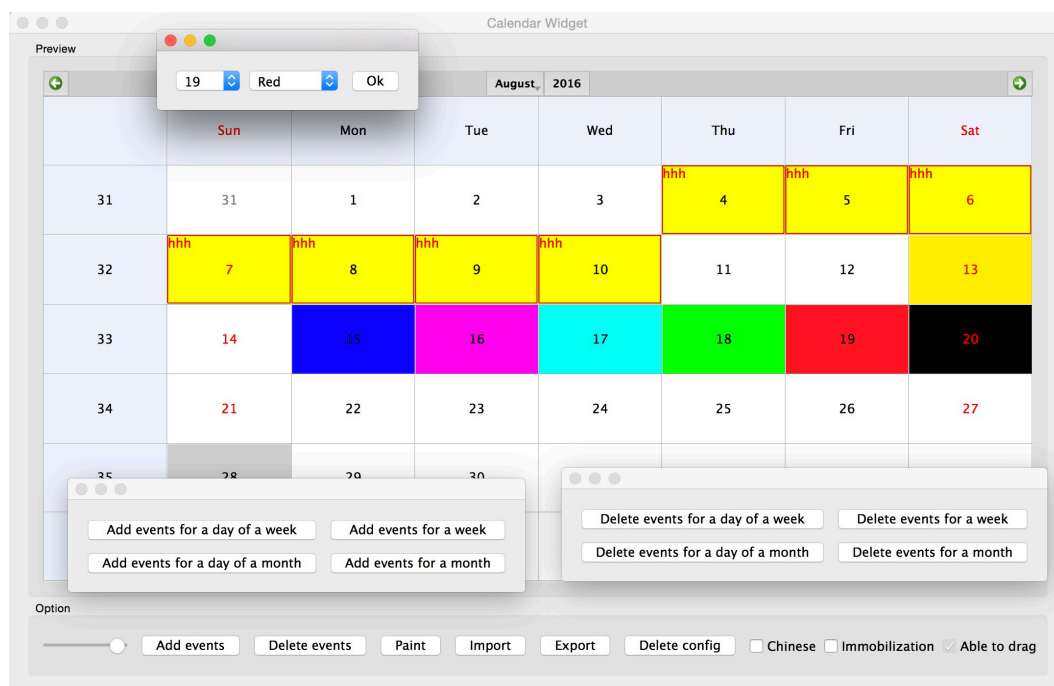 Calendar Widget
Preview
19 Red Ok
August 2016
Sun Mon Tue Wed Thu Fri Sat
hhh hhh hhh
31 31 1 2 3 4 5 6
hhh hhh hhh hhh
32 7 8 9 10 11 12 13
33 14 15 16 17 18 19 20
34 21 22 23 24 25 26 27
35 28 29 30
Add events for a day of a week Add events for a week
Add events for a day of a month Add events for a month
Delete events for a day of a week Delete events for a week
Delete events for a day of a month Delete events for a month
Option
Add events Delete events Paint Import Export Delete config Chinese Immobilization Able to drag